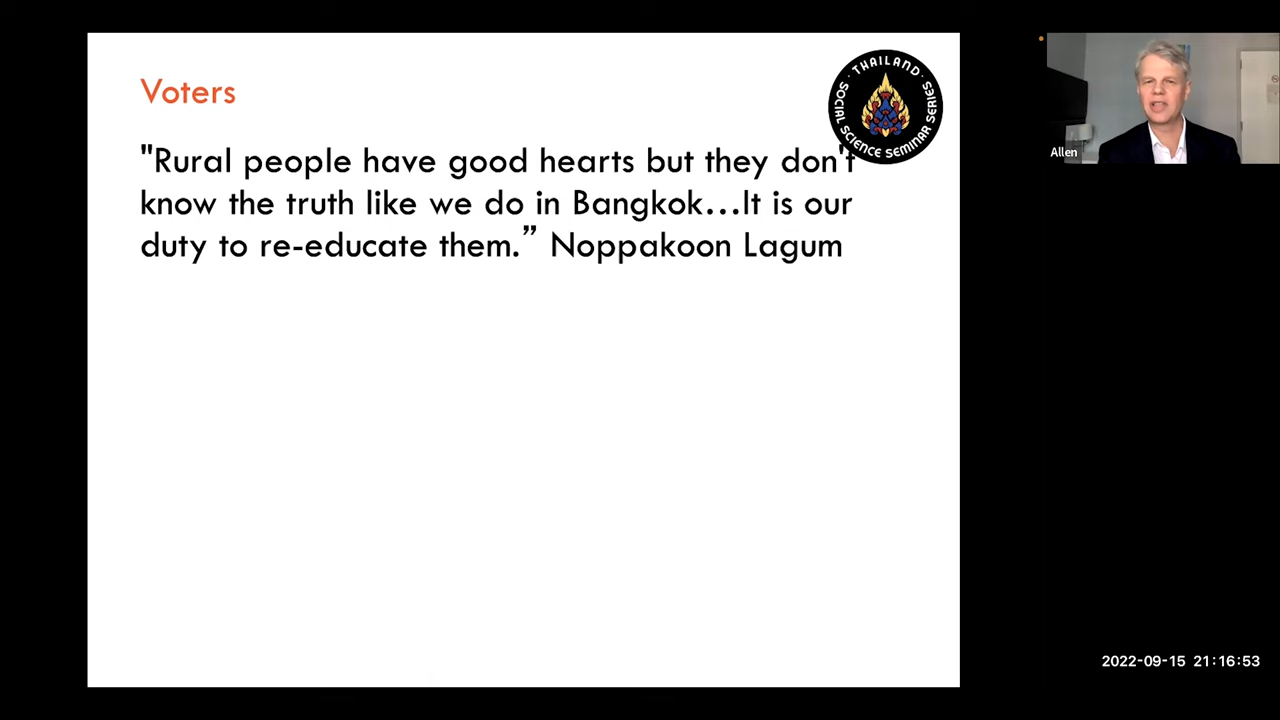 Voters
"Rural people have good hearts but they don't
know the truth like we do in Bangkok…It is our
duty to re-educate them.” Noppakoon Lagum
· THAILAND ·
SOCIAL SCIENCE SEMINAR SERIES
Allen
2022-09-15 21:16:53